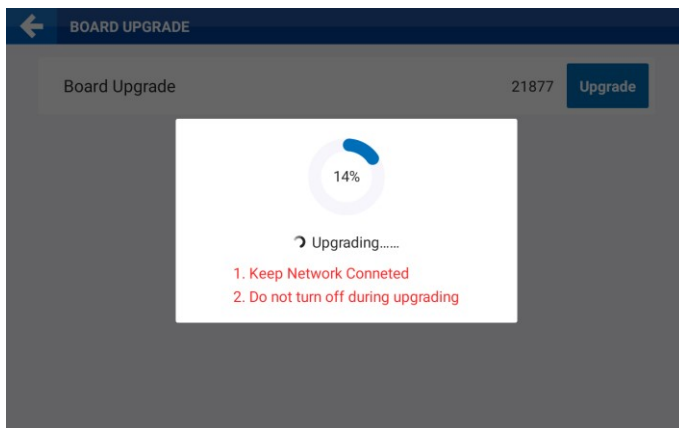 BOARD UPGRADE
Board Upgrade 21877 Upgrade
14%
Upgrading......
1. Keep Network Conneted
2. Do not turn off during upgrading